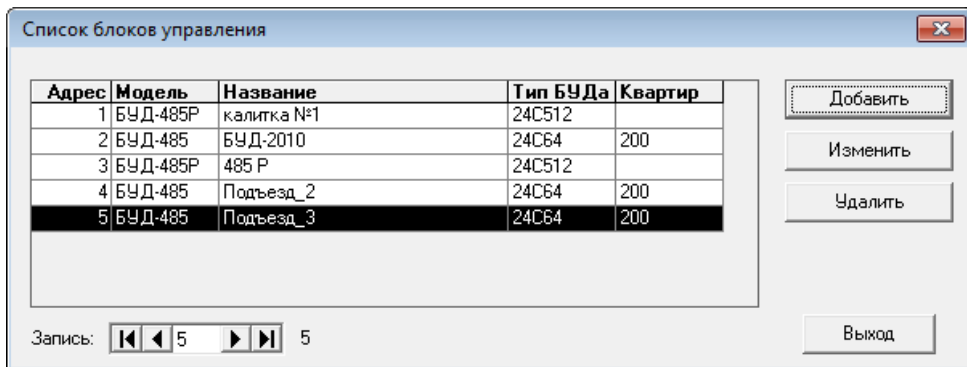 Список блоков управления
Адрес Модель Название Тип БУДа Квартир
1 БУД-485Р калитка №1 24С512
2 БУД-485 БУД-2010 24С64 200
3 БУД-485Р 485 Р 24С512
4 БУД-485 Подъезд_2 24С64 200
5 БУД-485 Подъезд_3 24С64 200
Добавить
Изменить
Удалить
Запись: 5 5
Выход